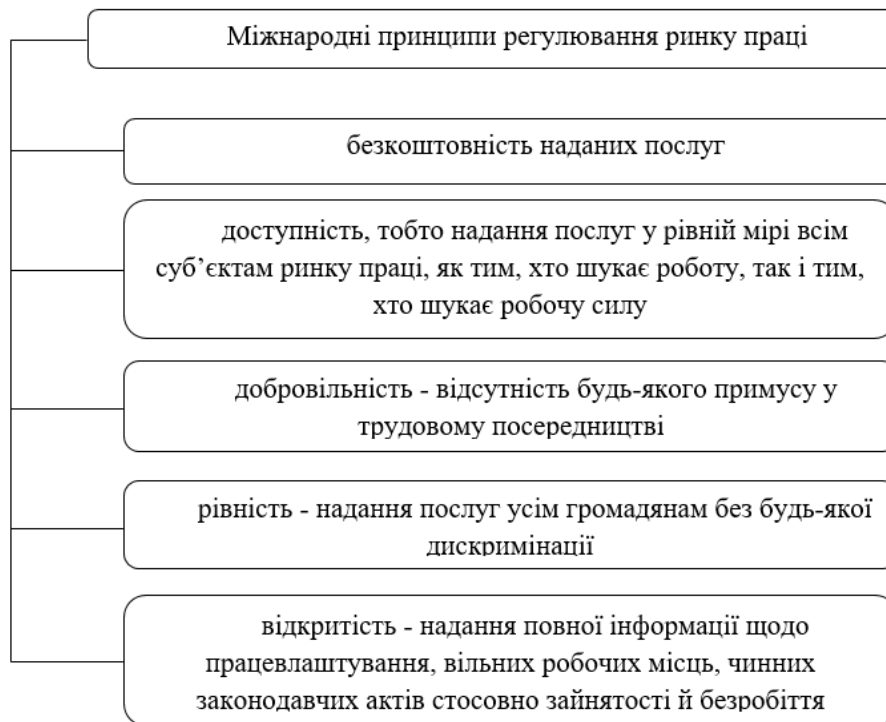 Міжнародні принципи регулювання ринку праці
безкоштовність наданих послуг
доступність, тобто надання послуг у рівній мірі всім
суб’єктам ринку праці, як тим, хто шукає роботу, так і тим,
хто шукає робочу силу
добровільність - відсутність будь-якого примусу у
трудовому посередництві
рівність - надання послуг усім громадянам без будь-якої
дискримінації
відкритість - надання повної інформації щодо
працевлаштування, вільних робочих місць, чинних
законодавчих актів стосовно зайнятості й безробіття